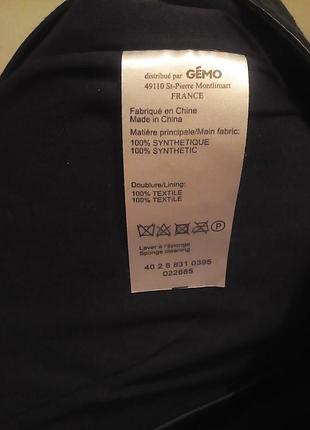 distribué par GÉMO
49110 St-Pierre Montlimart
FRANCE
Fabriqué en Chine
Made in China
Matière principale/Main fabric:
100% SYNTHETIQUE
100% SYNTHETIC
Doublure/Lining:
100% TEXTILE
100% TEXTILE
P
Laver à l'éponge
Sponge cleaning
40 2 8 831 0395
022685